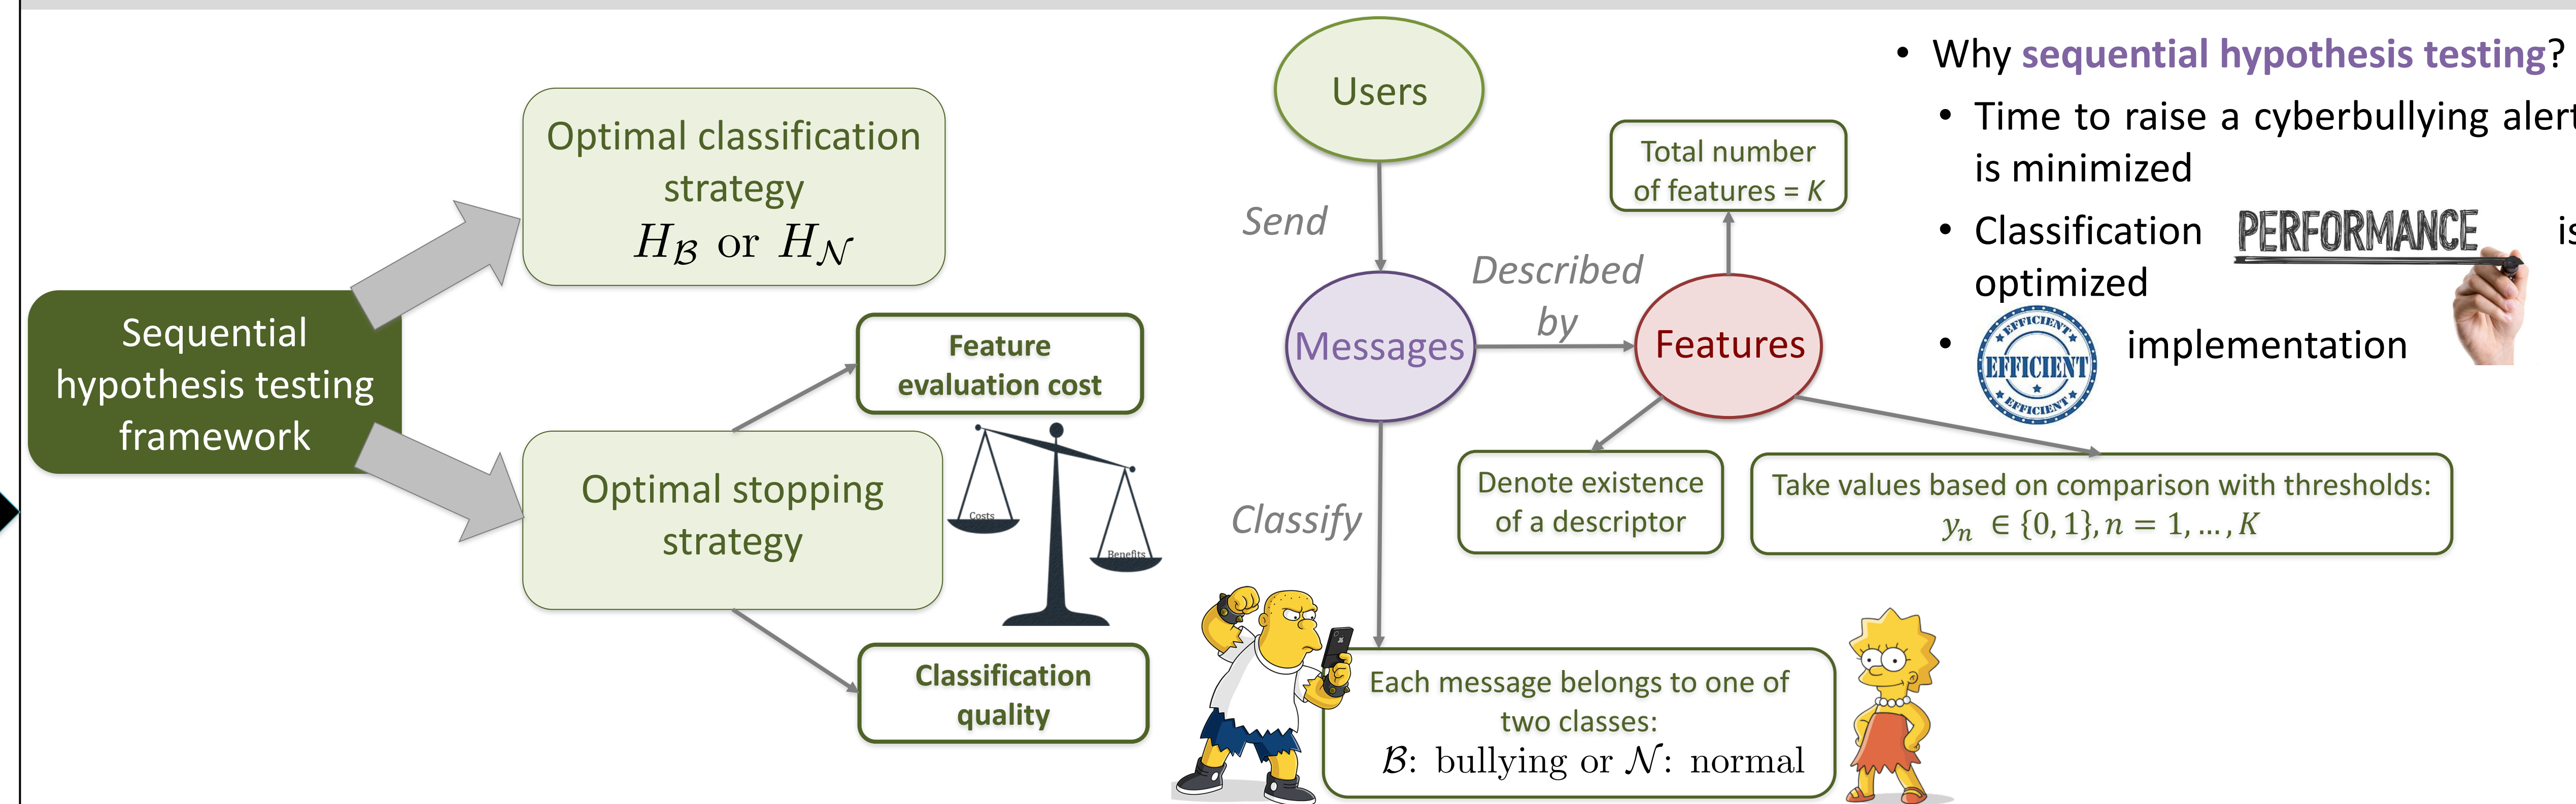 Sequential
hypothesis testing
framework
Optimal classification
strategy
H_ℬ or H_𝒩
Feature
evaluation cost
Optimal stopping
strategy
Costs
Benefits
Classification
quality
Users
Send
Messages
Described
by
Features
Total number
of features = K
Denote existence
of a descriptor
Take values based on comparison with thresholds:
yₙ ∈ {0, 1}, n = 1, … , K
Classify
Each message belongs to one of
two classes:
ℬ: bullying or 𝒩: normal
• Why sequential hypothesis testing?
• Time to raise a cyberbullying alert
is minimized
• Classification PERFORMANCE is
optimized
• EFFICIENT implementation
EFFICIENT
EFFICIENT